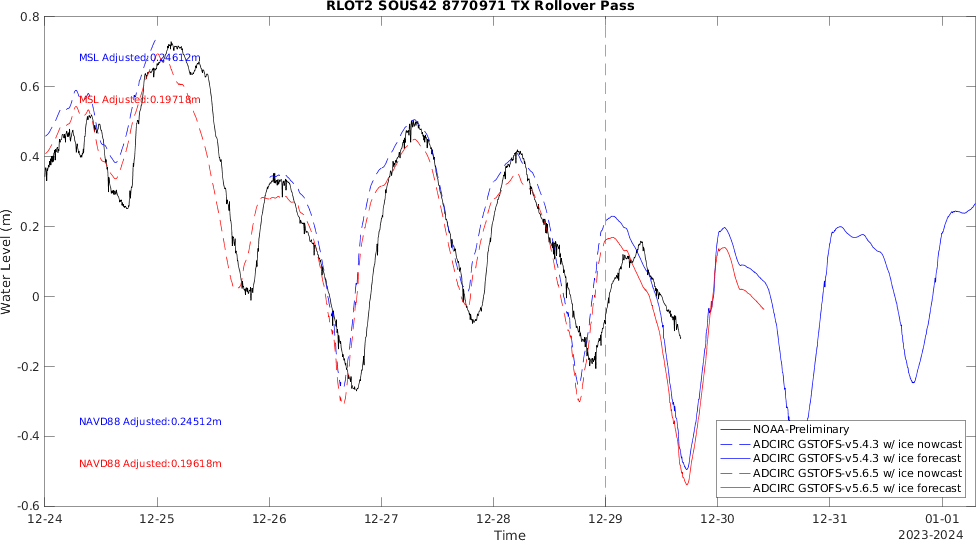 RLOT2 SOUS42 8770971 TX Rollover Pass
Water Level (m)
0.8
0.6
0.4
0.2
0
-0.2
-0.4
-0.6
MSL Adjusted:0.24612m
MSL Adjusted:0.19718m
NAVD88 Adjusted:0.24512m
NAVD88 Adjusted:0.19618m
NOAA-Preliminary
ADCIRC GSTOFS-v5.4.3 w/ ice nowcast
ADCIRC GSTOFS-v5.4.3 w/ ice forecast
ADCIRC GSTOFS-v5.6.5 w/ ice nowcast
ADCIRC GSTOFS-v5.6.5 w/ ice forecast
12-24 12-25 12-26 12-27 12-28 12-29 12-30 12-31 01-01
Time
2023-2024